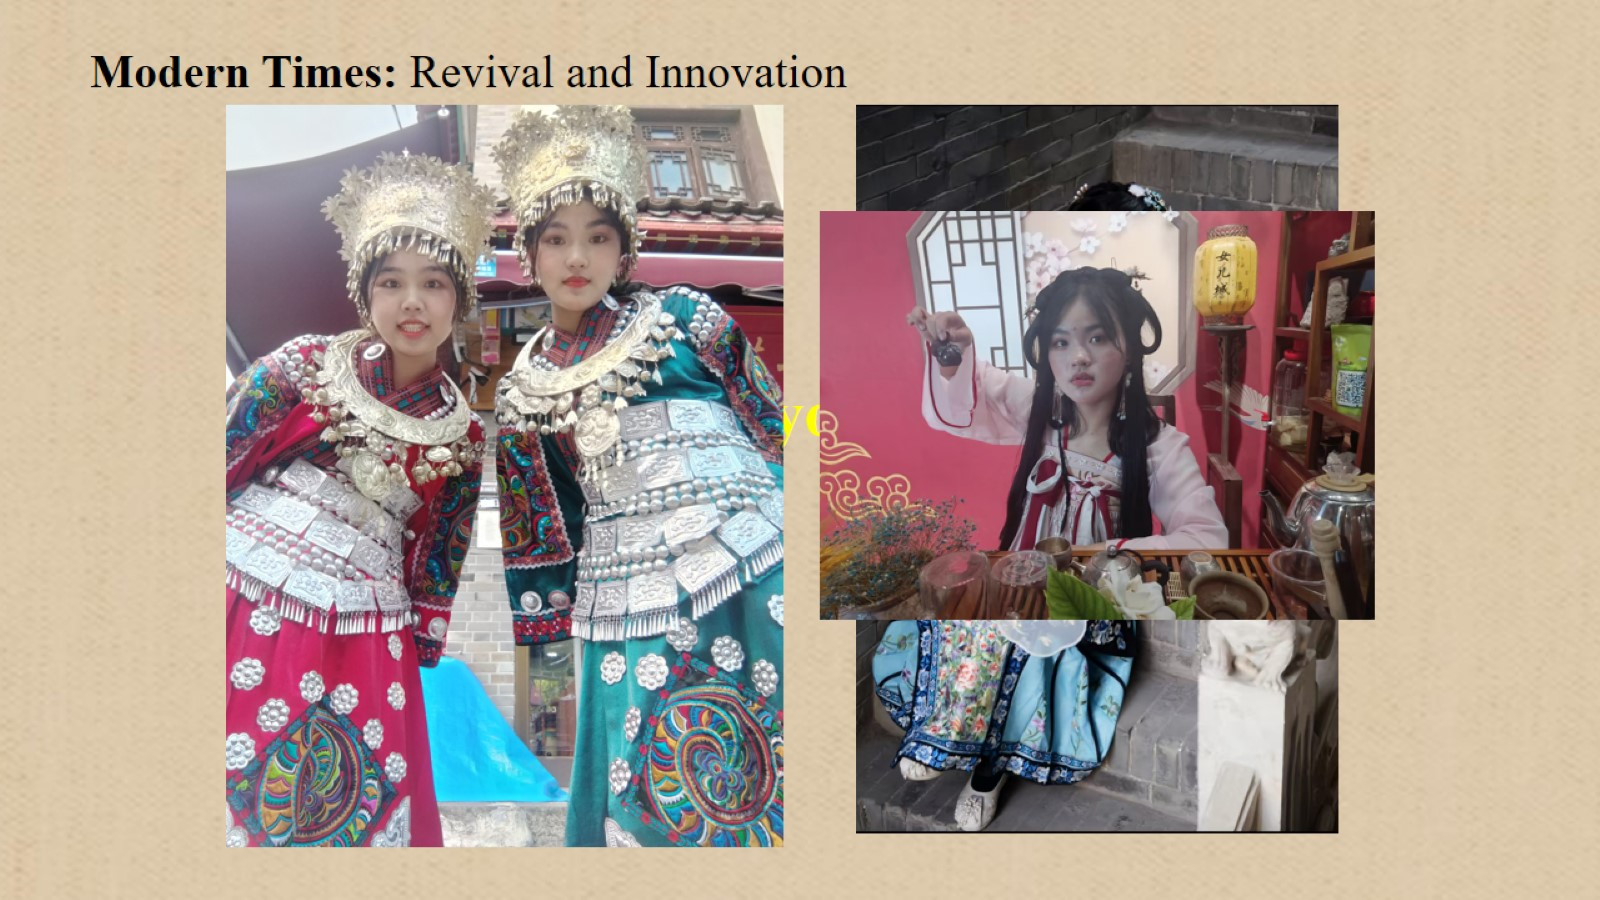 Modern Times: Revival and Innovation
女儿城